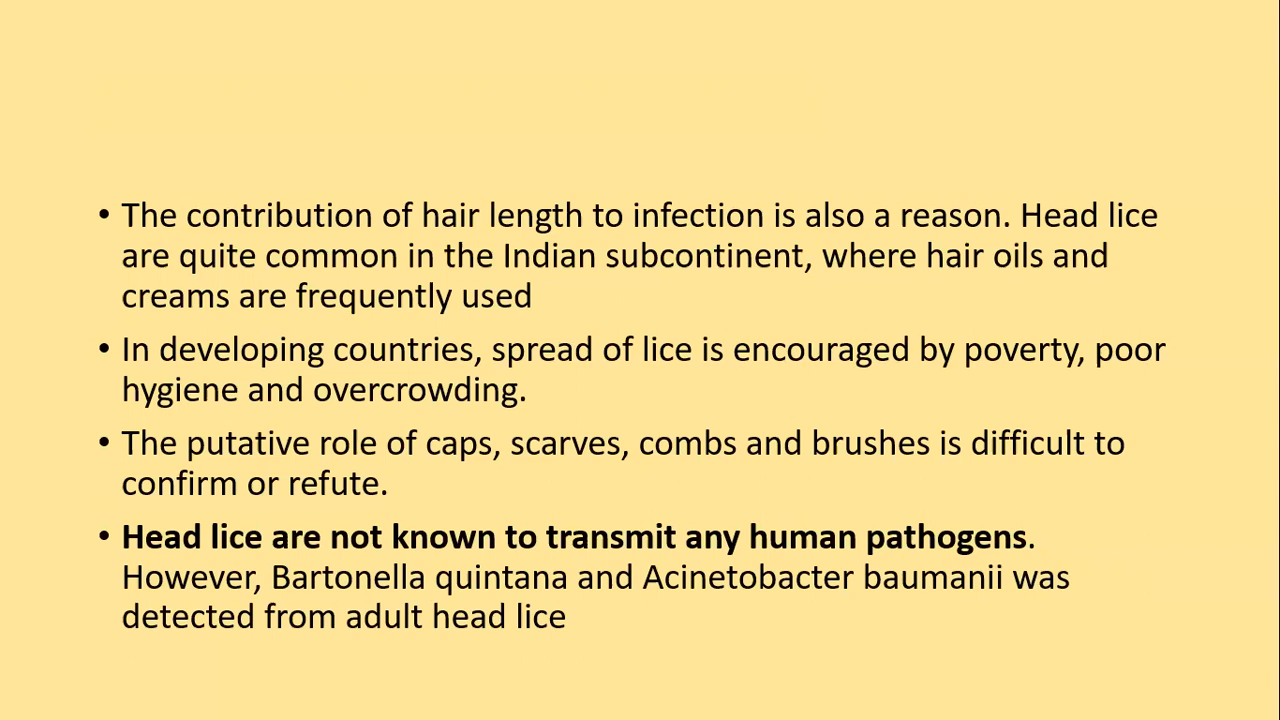 • The contribution of hair length to infection is also a reason. Head lice
are quite common in the Indian subcontinent, where hair oils and
creams are frequently used
• In developing countries, spread of lice is encouraged by poverty, poor
hygiene and overcrowding.
• The putative role of caps, scarves, combs and brushes is difficult to
confirm or refute.
• Head lice are not known to transmit any human pathogens.
However, Bartonella quintana and Acinetobacter baumanii was
detected from adult head lice